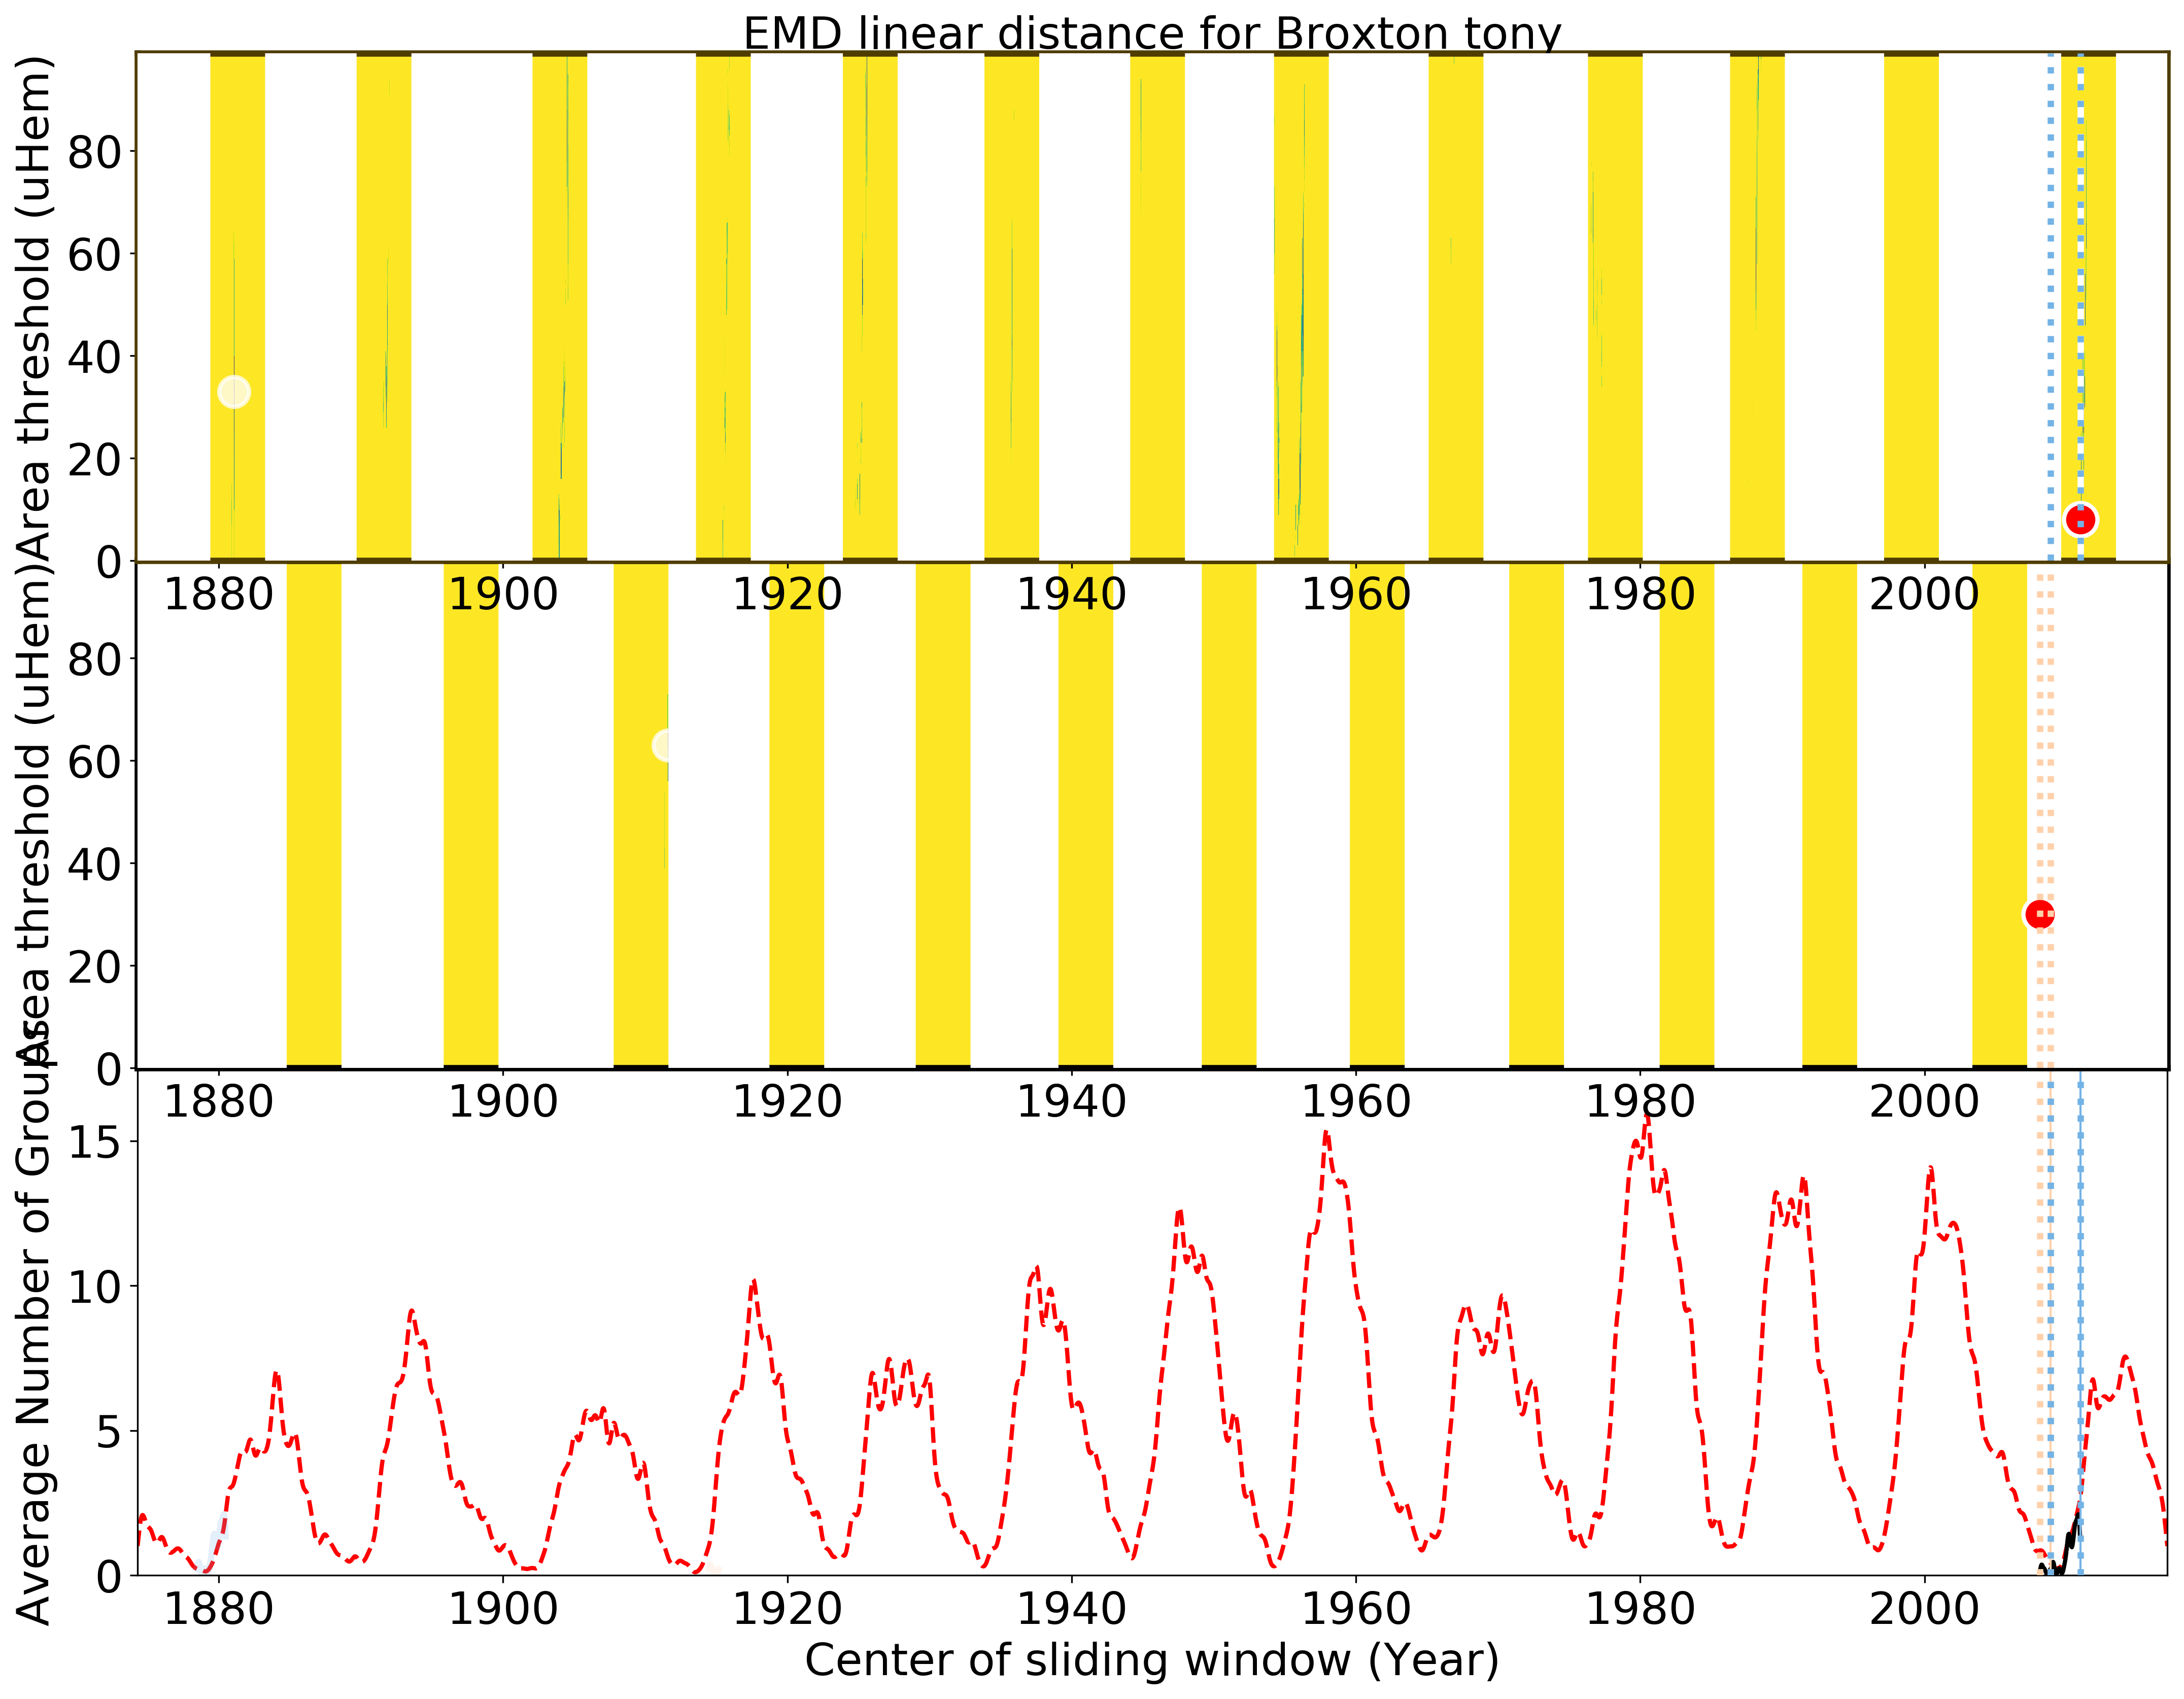 EMD linear distance for Broxton tony
Area threshold (uHem)
80
60
40
20
0
1880 1900 1920 1940 1960 1980 2000
Area threshold (uHem)
80
60
40
20
0
1880 1900 1920 1940 1960 1980 2000
Average Number of Groups
15
10
5
0
1880 1900 1920 1940 1960 1980 2000
Center of sliding window (Year)